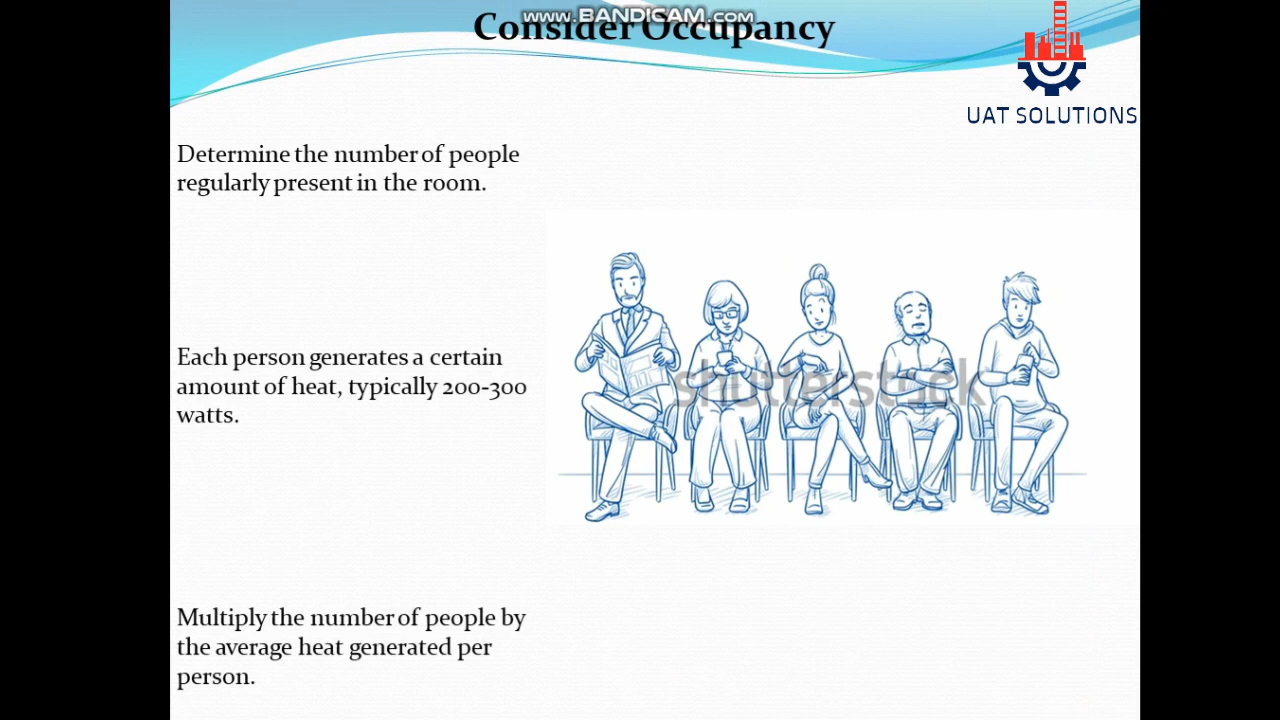 www.BANDICAM.com
Consider Occupancy
UAT SOLUTIONS
Determine the number of people
regularly present in the room.
Each person generates a certain
amount of heat, typically 200-300
watts.
shutterstock
Multiply the number of people by
the average heat generated per
person.